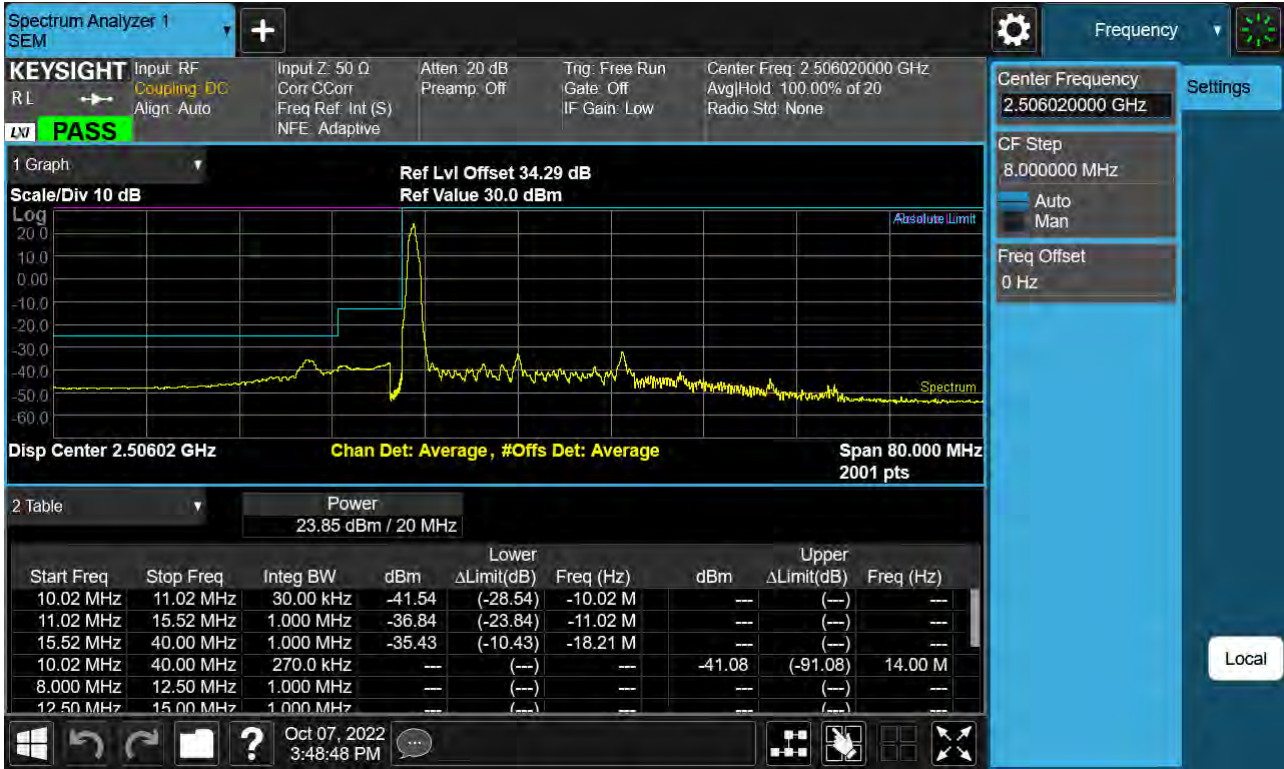 Spectrum Analyzer 1
SEM
Frequency
KEYSIGHT
R L
LXI
PASS
Input: RF
Coupling: DC
Align: Auto
Input Z: 50 Ω
Corr CCorr
Freq Ref: Int (S)
NFE: Adaptive
Atten: 20 dB
Preamp: Off
Trig: Free Run
Gate: Off
IF Gain: Low
Center Freq: 2.506020000 GHz
Avg|Hold: 100.00% of 20
Radio Std: None
Center Frequency
2.506020000 GHz
Settings
CF Step
8.000000 MHz
Auto
Man
Freq Offset
0 Hz
1 Graph
Scale/Div 10 dB
Ref Lvl Offset 34.29 dB
Ref Value 30.0 dBm
Log
20.0
10.0
0.00
-10.0
-20.0
-30.0
-40.0
-50.0
-60.0
Absolute Limit
Spectrum
Disp Center 2.50602 GHz
Chan Det: Average, #Offs Det: Average
Span 80.000 MHz
2001 pts
2 Table
Power
23.85 dBm / 20 MHz
Lower Upper
Start Freq Stop Freq Integ BW dBm ΔLimit(dB) Freq (Hz) dBm ΔLimit(dB) Freq (Hz)
10.02 MHz 11.02 MHz 30.00 kHz -41.54 (-28.54) -10.02 M --- (---) ---
11.02 MHz 15.52 MHz 1.000 MHz -36.84 (-23.84) -11.02 M --- (---) ---
15.52 MHz 40.00 MHz 1.000 MHz -35.43 (-10.43) -18.21 M --- (---) ---
10.02 MHz 40.00 MHz 270.0 kHz --- (---) --- -41.08 (-91.08) 14.00 M
8.000 MHz 12.50 MHz 1.000 MHz --- (---) --- --- (---) ---
12.50 MHz 15.00 MHz 1.000 MHz --- (---) --- --- (---) ---
Local
?
Oct 07, 2022
3:48:48 PM